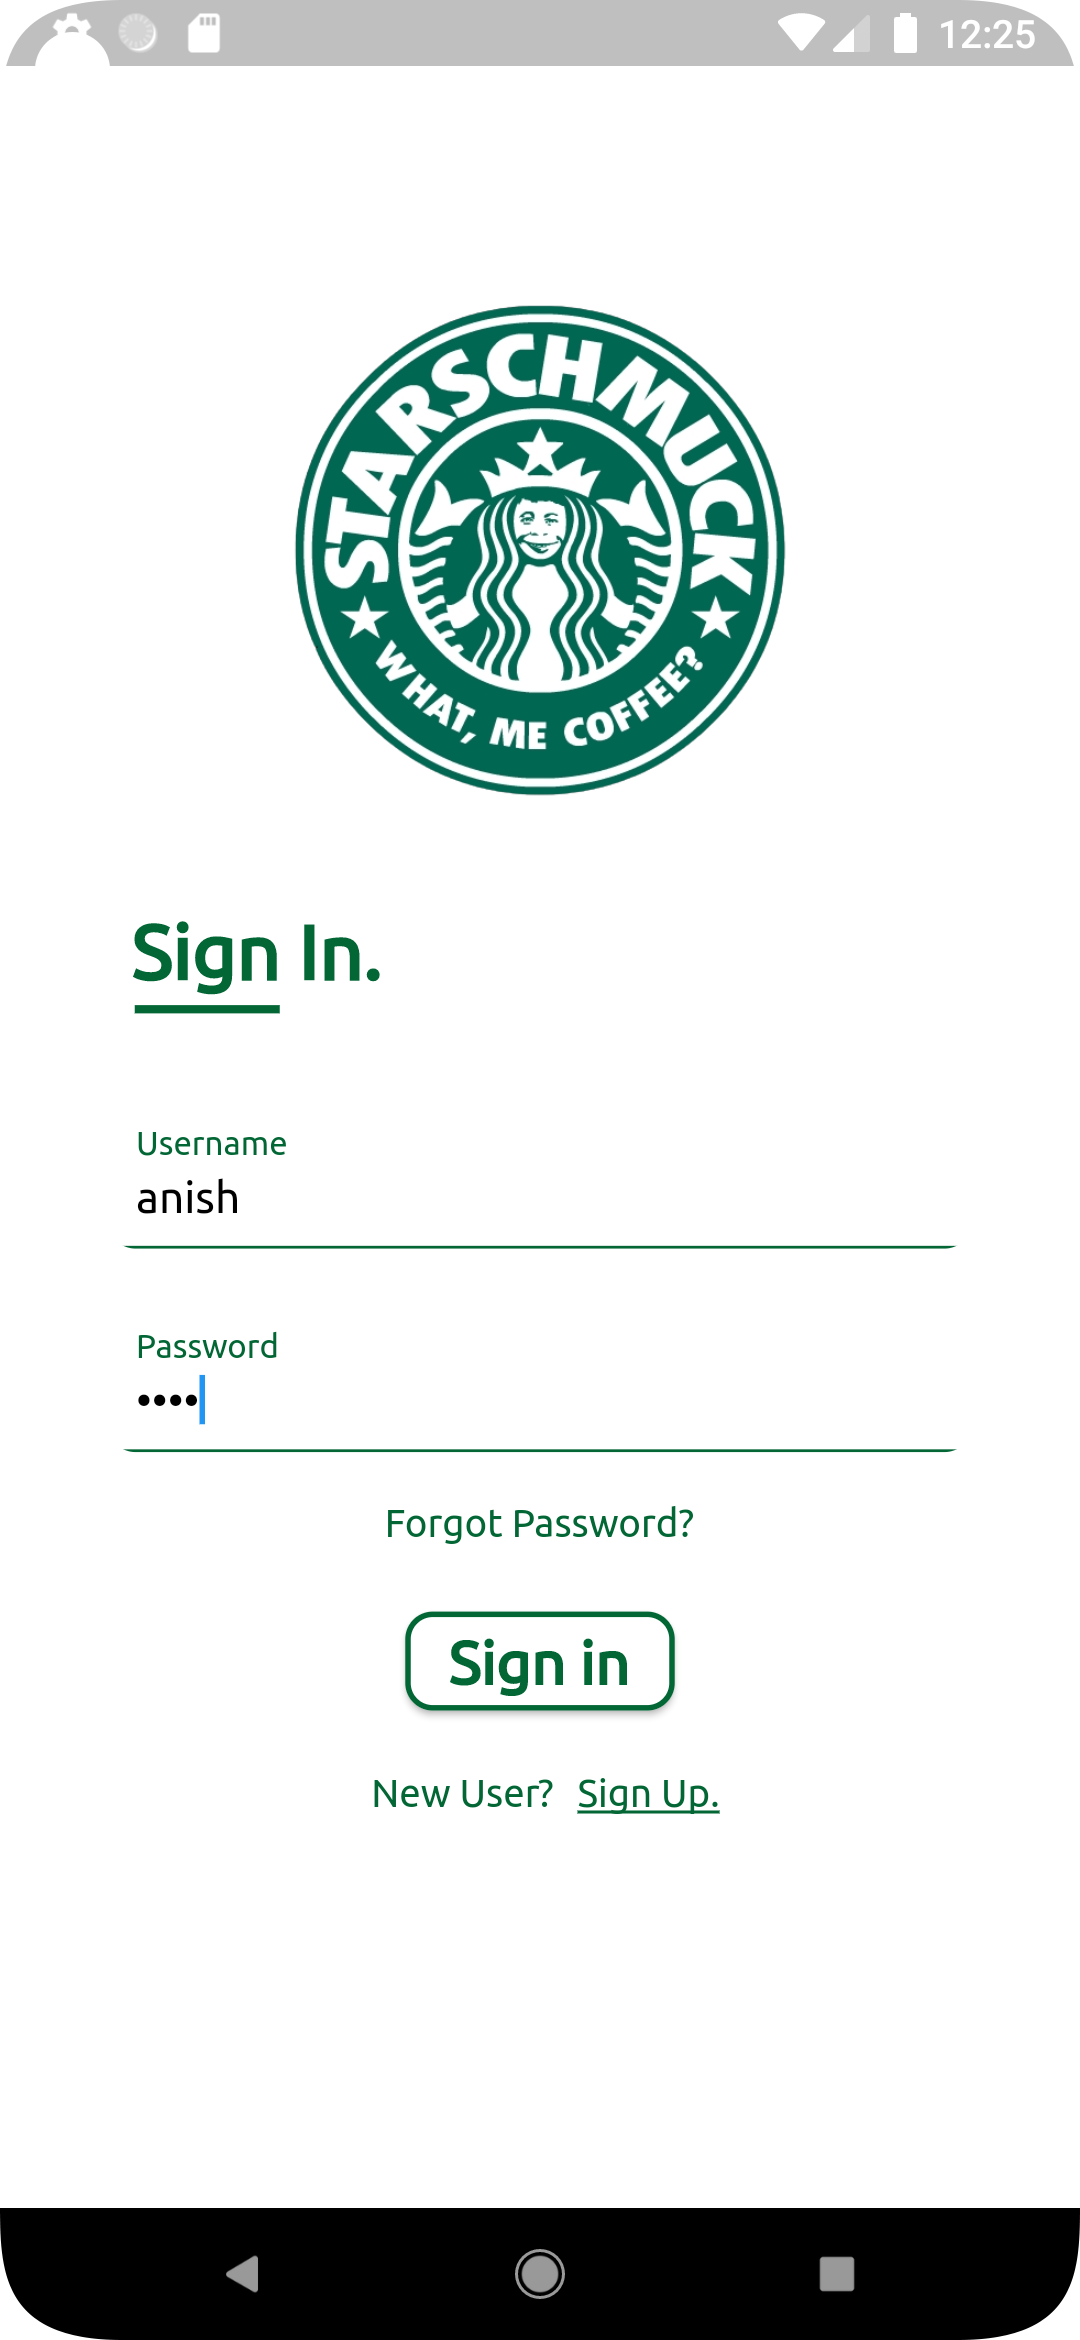 12:25
STARSCHMUCK
WHAT, ME COFFEE?
Sign In.
Username
anish
Password
••••
Forgot Password?
Sign in
New User? Sign Up.